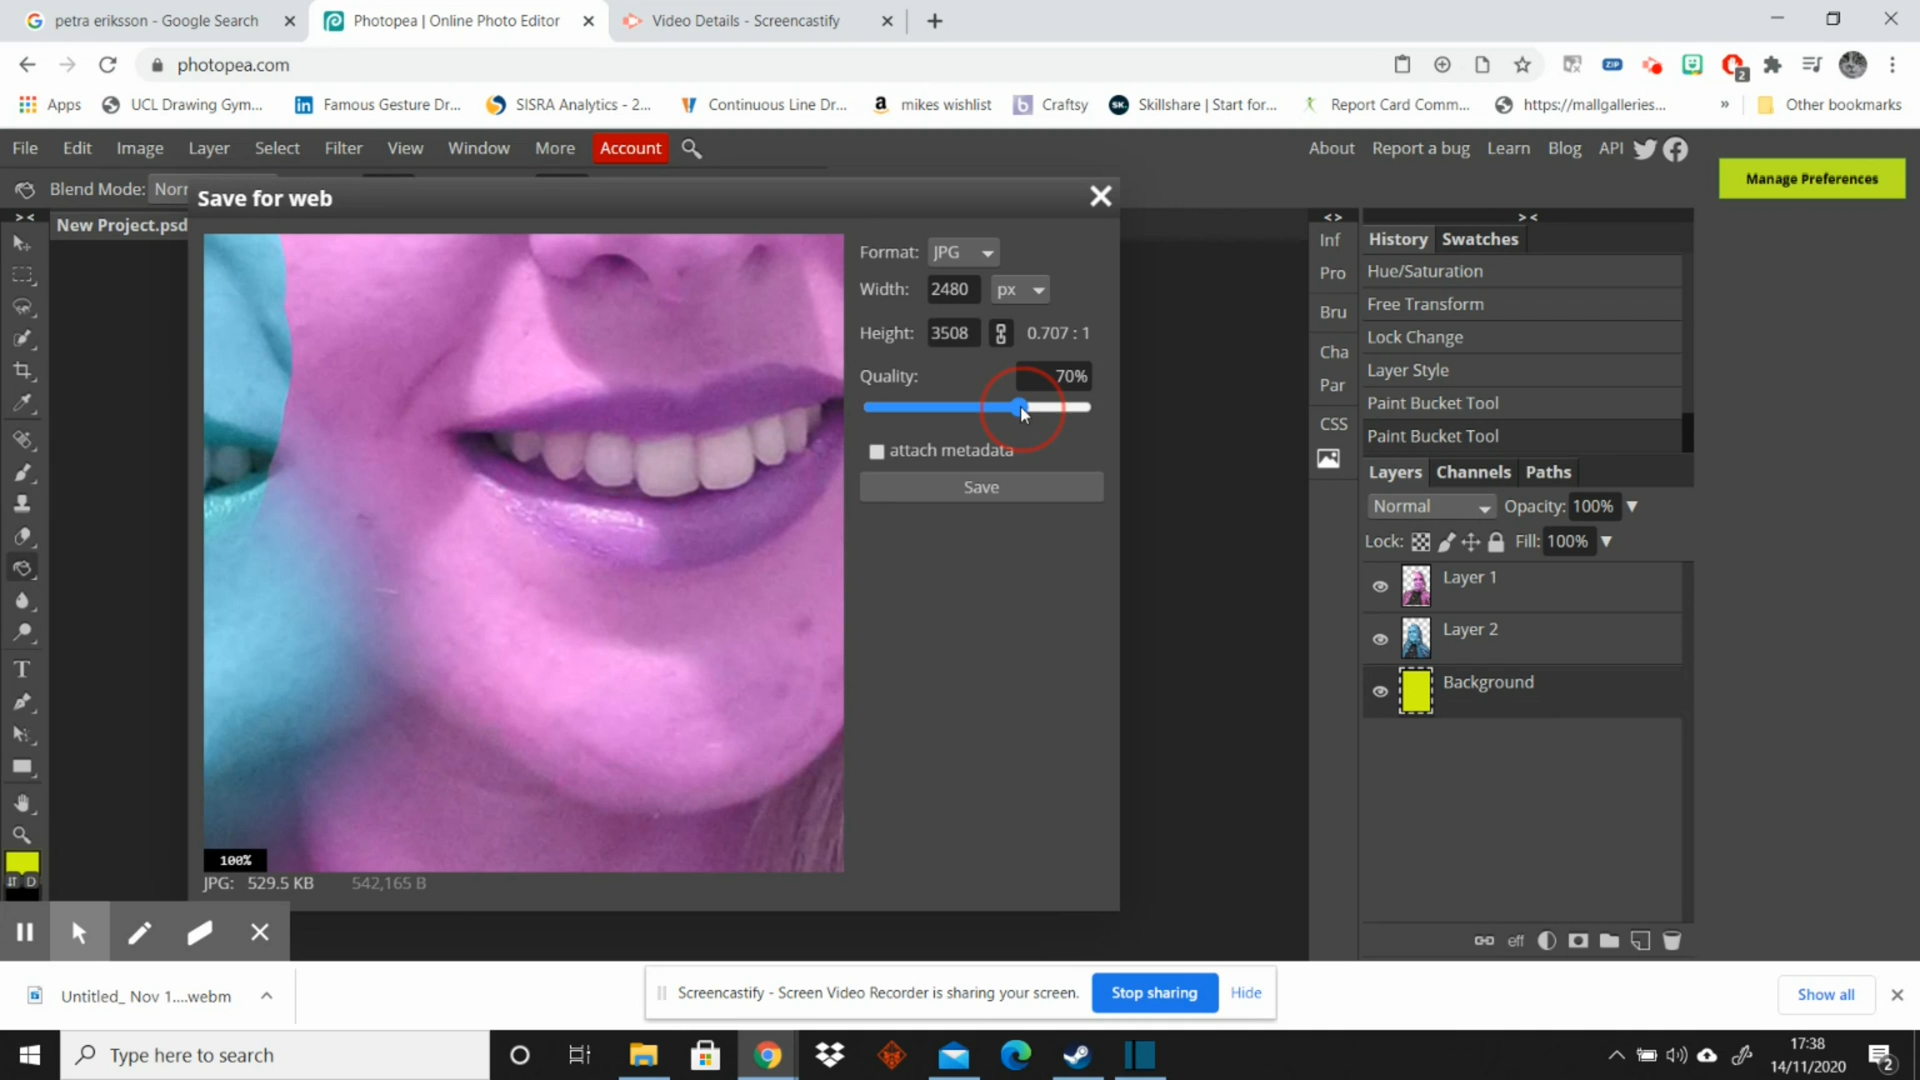 petra eriksson - Google Search
Photopea | Online Photo Editor
Video Details - Screencastify
photopea.com
ZIP
2
Apps
UCL Drawing Gym...
Famous Gesture Dr...
SISRA Analytics - 2...
Continuous Line Dr...
mikes wishlist
Craftsy
Skillshare | Start for...
Report Card Comm...
https://mallgalleries...
»
Other bookmarks
File Edit Image Layer Select Filter View Window More Account
About Report a bug Learn Blog API
Manage Preferences
Blend Mode: Norr
Save for web
> <
New Project.psd
Format: JPG
Width: 2480 px
Height: 3508 0.707 : 1
Quality: 70%
attach metadata
Save
100%
JPG: 529.5 KB 542,165 B
< >
> <
Inf
Pro
Bru
Cha
Par
CSS
History Swatches
Hue/Saturation
Free Transform
Lock Change
Layer Style
Paint Bucket Tool
Paint Bucket Tool
Layers Channels Paths
Normal Opacity: 100%
Lock: Fill: 100%
Layer 1
Layer 2
Background
eff
T
D
Untitled_ Nov 1....webm
Screencastify - Screen Video Recorder is sharing your screen.
Stop sharing
Hide
Show all
Type here to search
17:38
14/11/2020
2